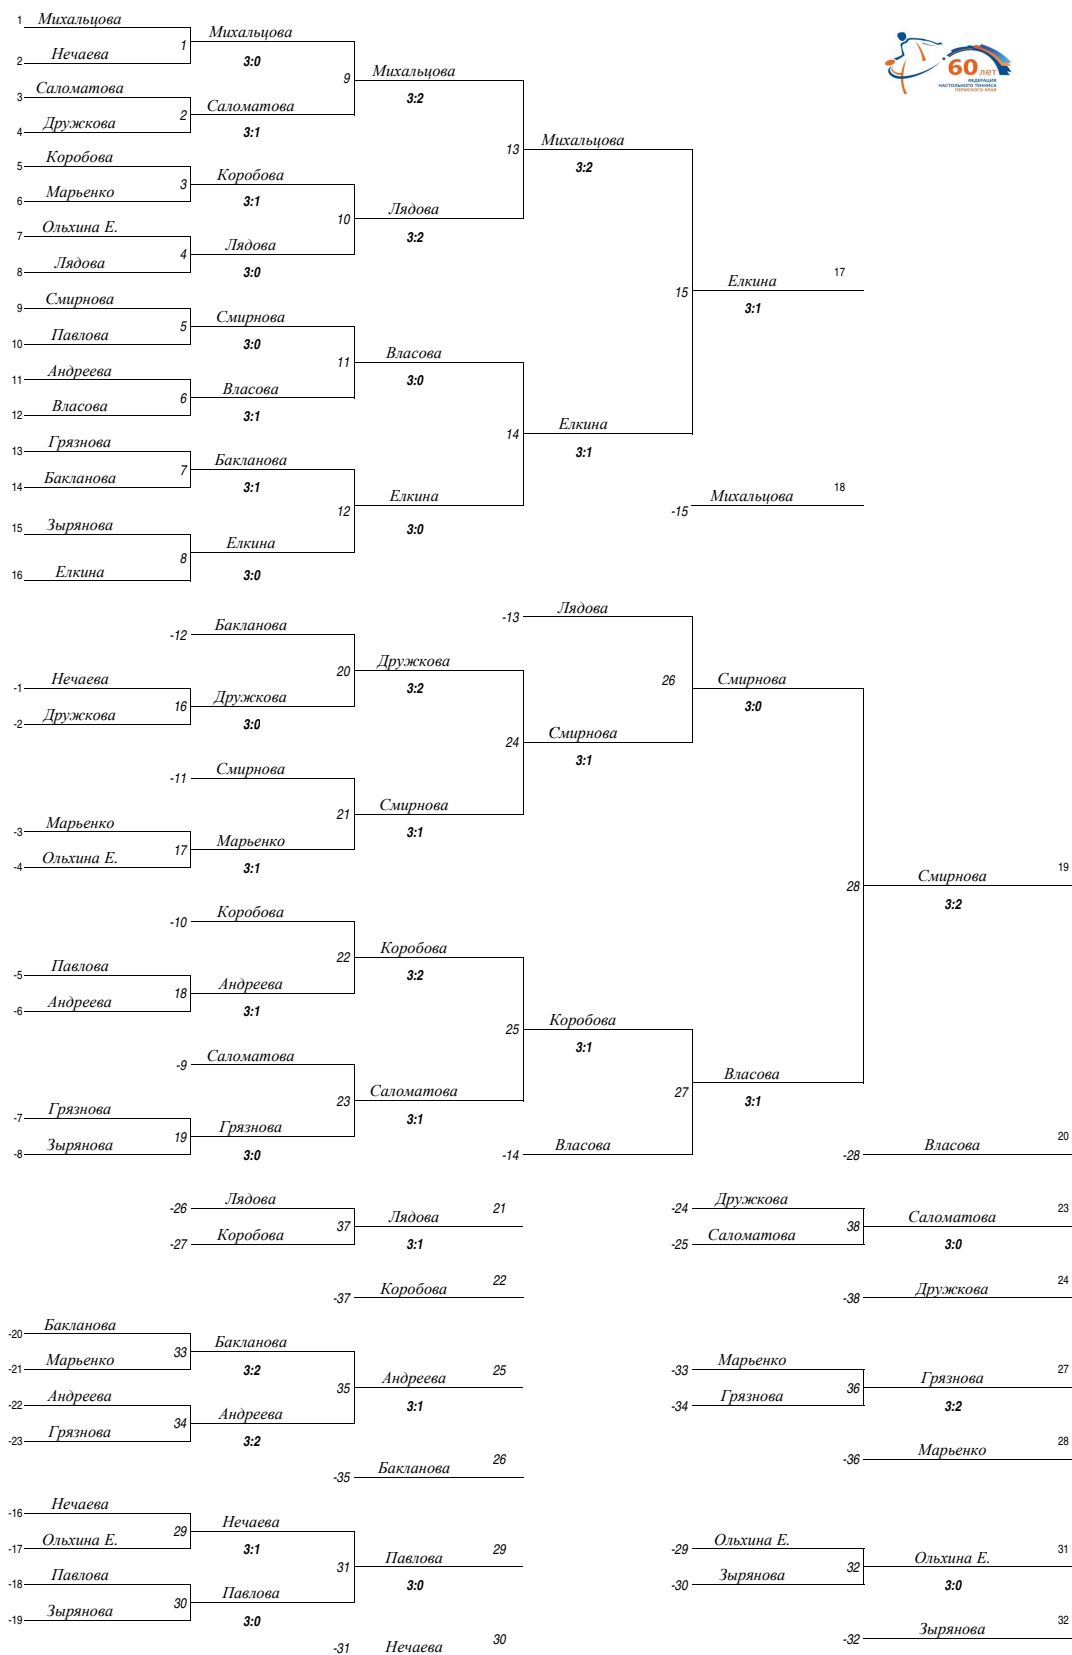 1 Михальцова
2 Нечаева
1 Михальцова
3:0
3 Саломатова
4 Дружкова
2 Саломатова
3:1
9 Михальцова
3:2
5 Коробова
6 Марьенко
3 Коробова
3:1
7 Ольхина Е.
8 Лядова
4 Лядова
3:0
10 Лядова
3:2
13 Михальцова
3:2
9 Смирнова
10 Павлова
5 Смирнова
3:0
11 Андреева
12 Власова
6 Власова
3:1
11 Власова
3:0
13 Грязнова
14 Бакланова
7 Бакланова
3:1
15 Зырянова
16 Елкина
8 Елкина
3:0
12 Елкина
3:0
14 Елкина
3:1
15 Елкина 17
3:1
-15 Михальцова 18
60 лет
ФЕДЕРАЦИЯ
НАСТОЛЬНОГО ТЕННИСА
ПЕРМСКОГО КРАЯ
-12 Бакланова
-1 Нечаева
-2 Дружкова
16 Дружкова
3:0
20 Дружкова
3:2
-11 Смирнова
-3 Марьенко
-4 Ольхина Е.
17 Марьенко
3:1
21 Смирнова
3:1
24 Смирнова
3:1
-13 Лядова
26 Смирнова
3:0
-10 Коробова
-5 Павлова
-6 Андреева
18 Андреева
3:1
22 Коробова
3:2
-9 Саломатова
-7 Грязнова
-8 Зырянова
19 Грязнова
3:0
23 Саломатова
3:1
25 Коробова
3:1
-14 Власова
27 Власова
3:1
28 Смирнова 19
3:2
-28 Власова 20
-26 Лядова
-27 Коробова
37 Лядова 21
3:1
-37 Коробова 22
-24 Дружкова
-25 Саломатова
38 Саломатова 23
3:0
-38 Дружкова 24
-20 Бакланова
-21 Марьенко
33 Бакланова
3:2
-22 Андреева
-23 Грязнова
34 Андреева
3:2
35 Андреева 25
3:1
-35 Бакланова 26
-33 Марьенко
-34 Грязнова
36 Грязнова 27
3:2
-36 Марьенко 28
-16 Нечаева
-17 Ольхина Е.
29 Нечаева
3:1
-18 Павлова
-19 Зырянова
30 Павлова
3:0
31 Павлова 29
3:0
-31 Нечаева 30
-29 Ольхина Е.
-30 Зырянова
32 Ольхина Е. 31
3:0
-32 Зырянова 32